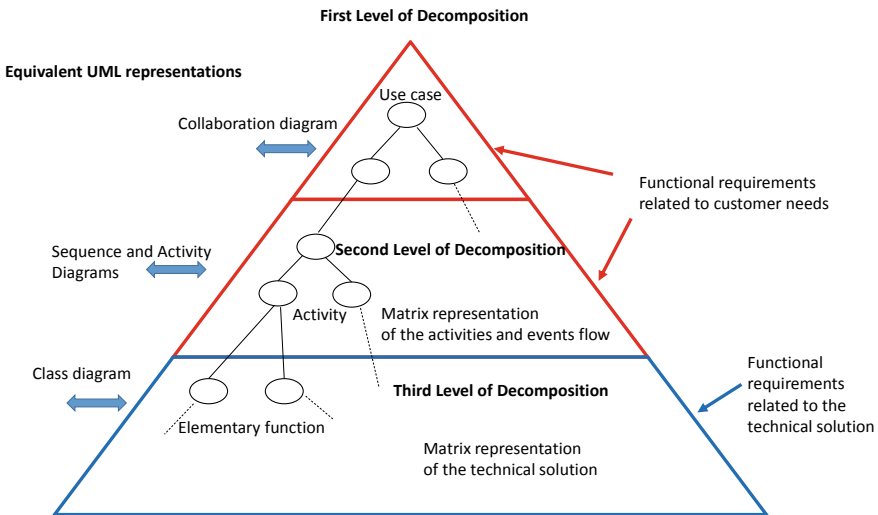 First Level of Decomposition
Equivalent UML representations
Use case
Collaboration diagram
Functional requirements
related to customer needs
Sequence and Activity
Diagrams
Second Level of Decomposition
Activity
Matrix representation
of the activities and events flow
Class diagram
Third Level of Decomposition
Functional
requirements
related to the
technical solution
Elementary function
Matrix representation
of the technical solution